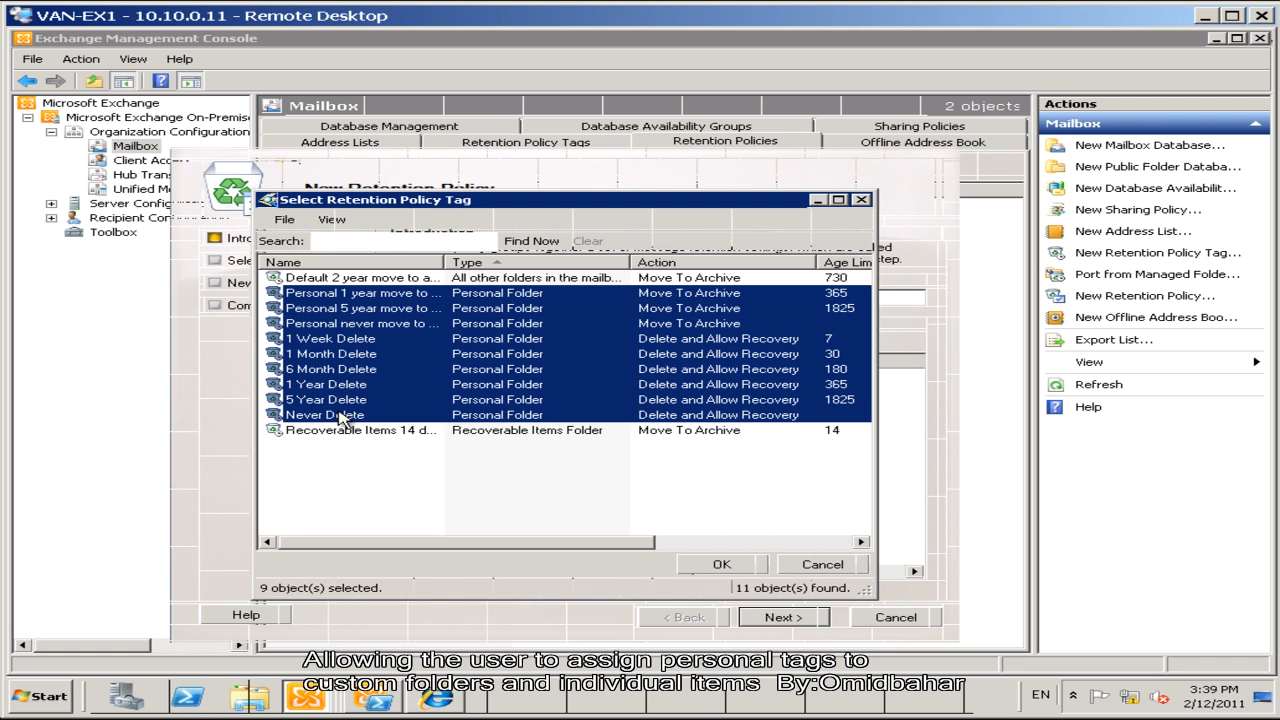 VAN-EX1 - 10.10.0.11 - Remote Desktop
Exchange Management Console
File Action View Help
Microsoft Exchange
Microsoft Exchange On-Premise
Organization Configuration
Mailbox
Client Acc
Hub Trans
Unified M
Server Config
Recipient Con
Toolbox
Mailbox 2 objects
Database Management Database Availability Groups Sharing Policies
Address Lists Retention Policy Tags Retention Policies Offline Address Book
New Retention Policy
Introduction
Intro
Sele
New
Com
step.
Select Retention Policy Tag
File View
Search: Find Now Clear
Name Type Action Age Lim
Default 2 year move to a... All other folders in the mailb... Move To Archive 730
Personal 1 year move to ... Personal Folder Move To Archive 365
Personal 5 year move to ... Personal Folder Move To Archive 1825
Personal never move to ... Personal Folder Move To Archive
1 Week Delete Personal Folder Delete and Allow Recovery 7
1 Month Delete Personal Folder Delete and Allow Recovery 30
6 Month Delete Personal Folder Delete and Allow Recovery 180
1 Year Delete Personal Folder Delete and Allow Recovery 365
5 Year Delete Personal Folder Delete and Allow Recovery 1825
Never Delete Personal Folder Delete and Allow Recovery
Recoverable Items 14 d... Recoverable Items Folder Move To Archive 14
OK Cancel
9 object(s) selected. 11 object(s) found.
Help < Back Next > Cancel
Actions
Mailbox
New Mailbox Database...
New Public Folder Databa...
New Database Availabilit...
New Sharing Policy...
New Address List...
New Retention Policy Tag...
Port from Managed Folde...
New Retention Policy...
New Offline Address Boo...
Export List...
View
Refresh
Help
Allowing the user to assign personal tags to
custom folders and individual items By:Omidbahar
Start EN 3:39 PM
2/12/2011